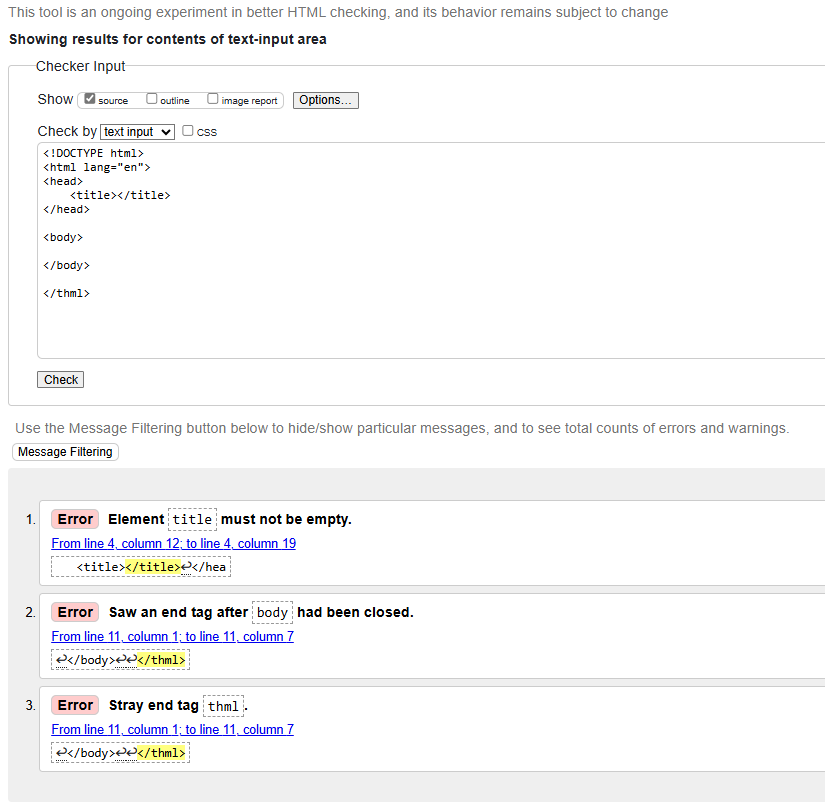 This tool is an ongoing experiment in better HTML checking, and its behavior remains subject to change
Showing results for contents of text-input area
Checker Input
Show source outline image report Options...
Check by text input css
<!DOCTYPE html>
<html lang="en">
<head>
    <title></title>
</head>
<body>
</body>
</thml>
Check
Use the Message Filtering button below to hide/show particular messages, and to see total counts of errors and warnings.
Message Filtering
1. Error Element title must not be empty.
From line 4, column 12; to line 4, column 19
<title></title>↩</hea
2. Error Saw an end tag after body had been closed.
From line 11, column 1; to line 11, column 7
↩</body>↩↩</thml>
3. Error Stray end tag thml.
From line 11, column 1; to line 11, column 7
↩</body>↩↩</thml>